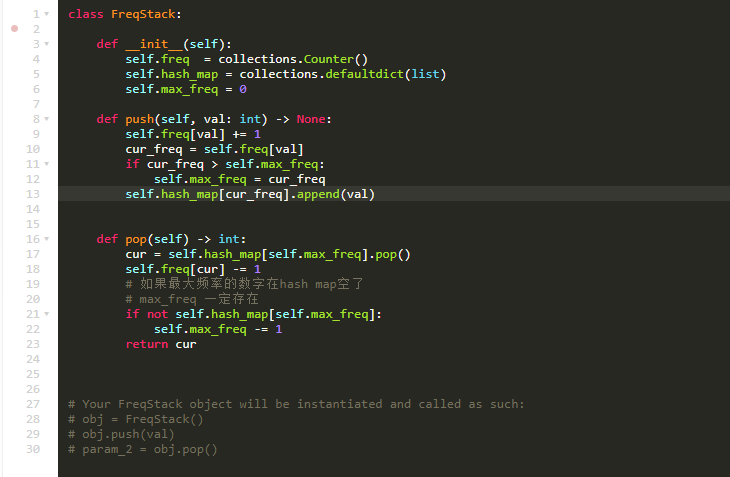 1 class FreqStack:
2
3     def __init__(self):
4         self.freq  = collections.Counter()
5         self.hash_map = collections.defaultdict(list)
6         self.max_freq = 0
7
8     def push(self, val: int) -> None:
9         self.freq[val] += 1
10         cur_freq = self.freq[val]
11         if cur_freq > self.max_freq:
12             self.max_freq = cur_freq
13         self.hash_map[cur_freq].append(val)
14
15
16     def pop(self) -> int:
17         cur = self.hash_map[self.max_freq].pop()
18         self.freq[cur] -= 1
19         # 如果最大频率的数字在hash map空了
20         # max_freq 一定存在
21         if not self.hash_map[self.max_freq]:
22             self.max_freq -= 1
23         return cur
24
25
26
27 # Your FreqStack object will be instantiated and called as such:
28 # obj = FreqStack()
29 # obj.push(val)
30 # param_2 = obj.pop()